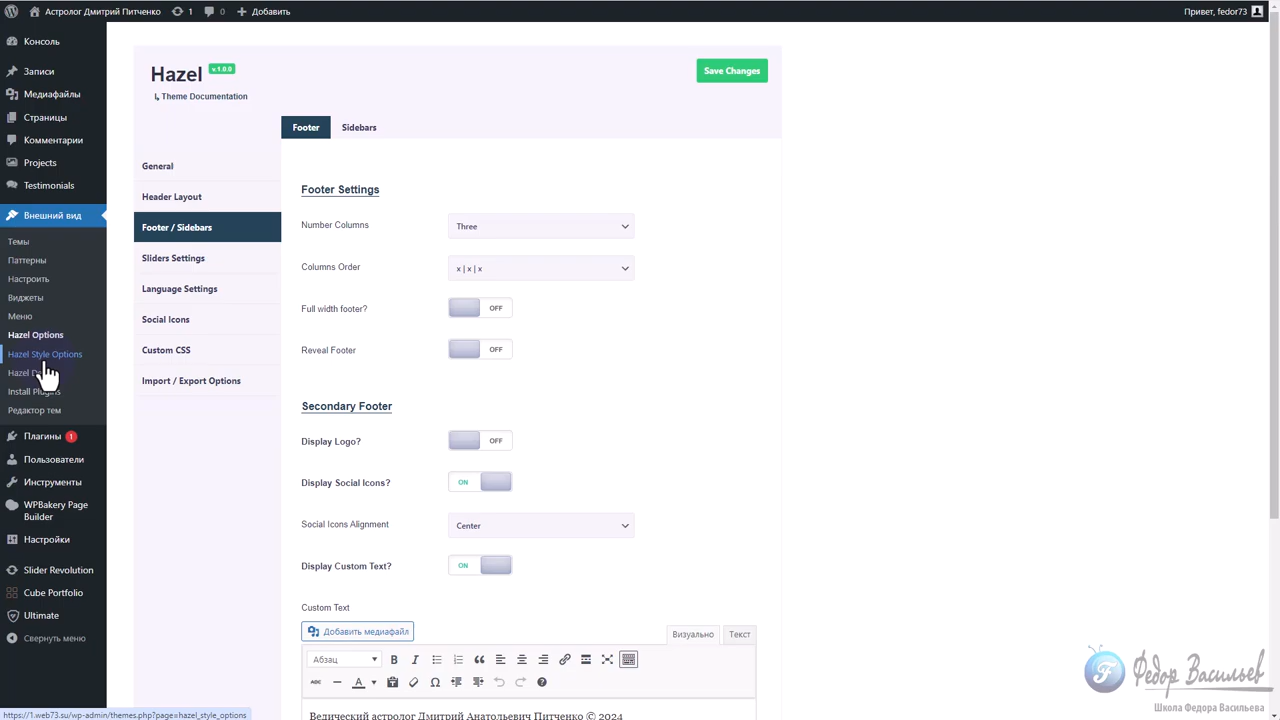 Астролог Дмитрий Питченко
1
0
Добавить
Привет, fedor73
Консоль
Записи
Медиафайлы
Страницы
Комментарии
Projects
Testimonials
Внешний вид
Темы
Паттерны
Настроить
Виджеты
Меню
Hazel Options
Hazel Style Options
Install Plugins
Редактор тем
Плагины 1
Пользователи
Инструменты
WPBakery Page
Builder
Настройки
Slider Revolution
Cube Portfolio
Ultimate
Свернуть меню
Hazel v.1.0.0
Theme Documentation
Save Changes
Footer
Sidebars
General
Header Layout
Footer / Sidebars
Sliders Settings
Language Settings
Social Icons
Custom CSS
Import / Export Options
Footer Settings
Number Columns
Three
Columns Order
x | x | x
Full width footer?
OFF
Reveal Footer
OFF
Secondary Footer
Display Logo?
OFF
Display Social Icons?
ON
Social Icons Alignment
Center
Display Custom Text?
ON
Custom Text
Добавить медиафайл
Визуально
Текст
Абзац
Ведический астролог Дмитрий Анатольевич Питченко © 2024
https://1.web73.su/wp-admin/themes.php?page=hazel_style_options
Федор Васильев
Школа Федора Васильева